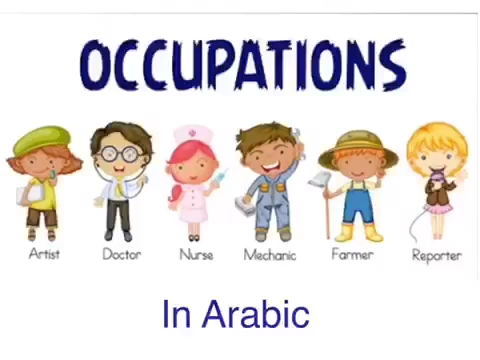 OCCUPATIONS
Artist Doctor Nurse Mechanic Farmer Reporter
In Arabic